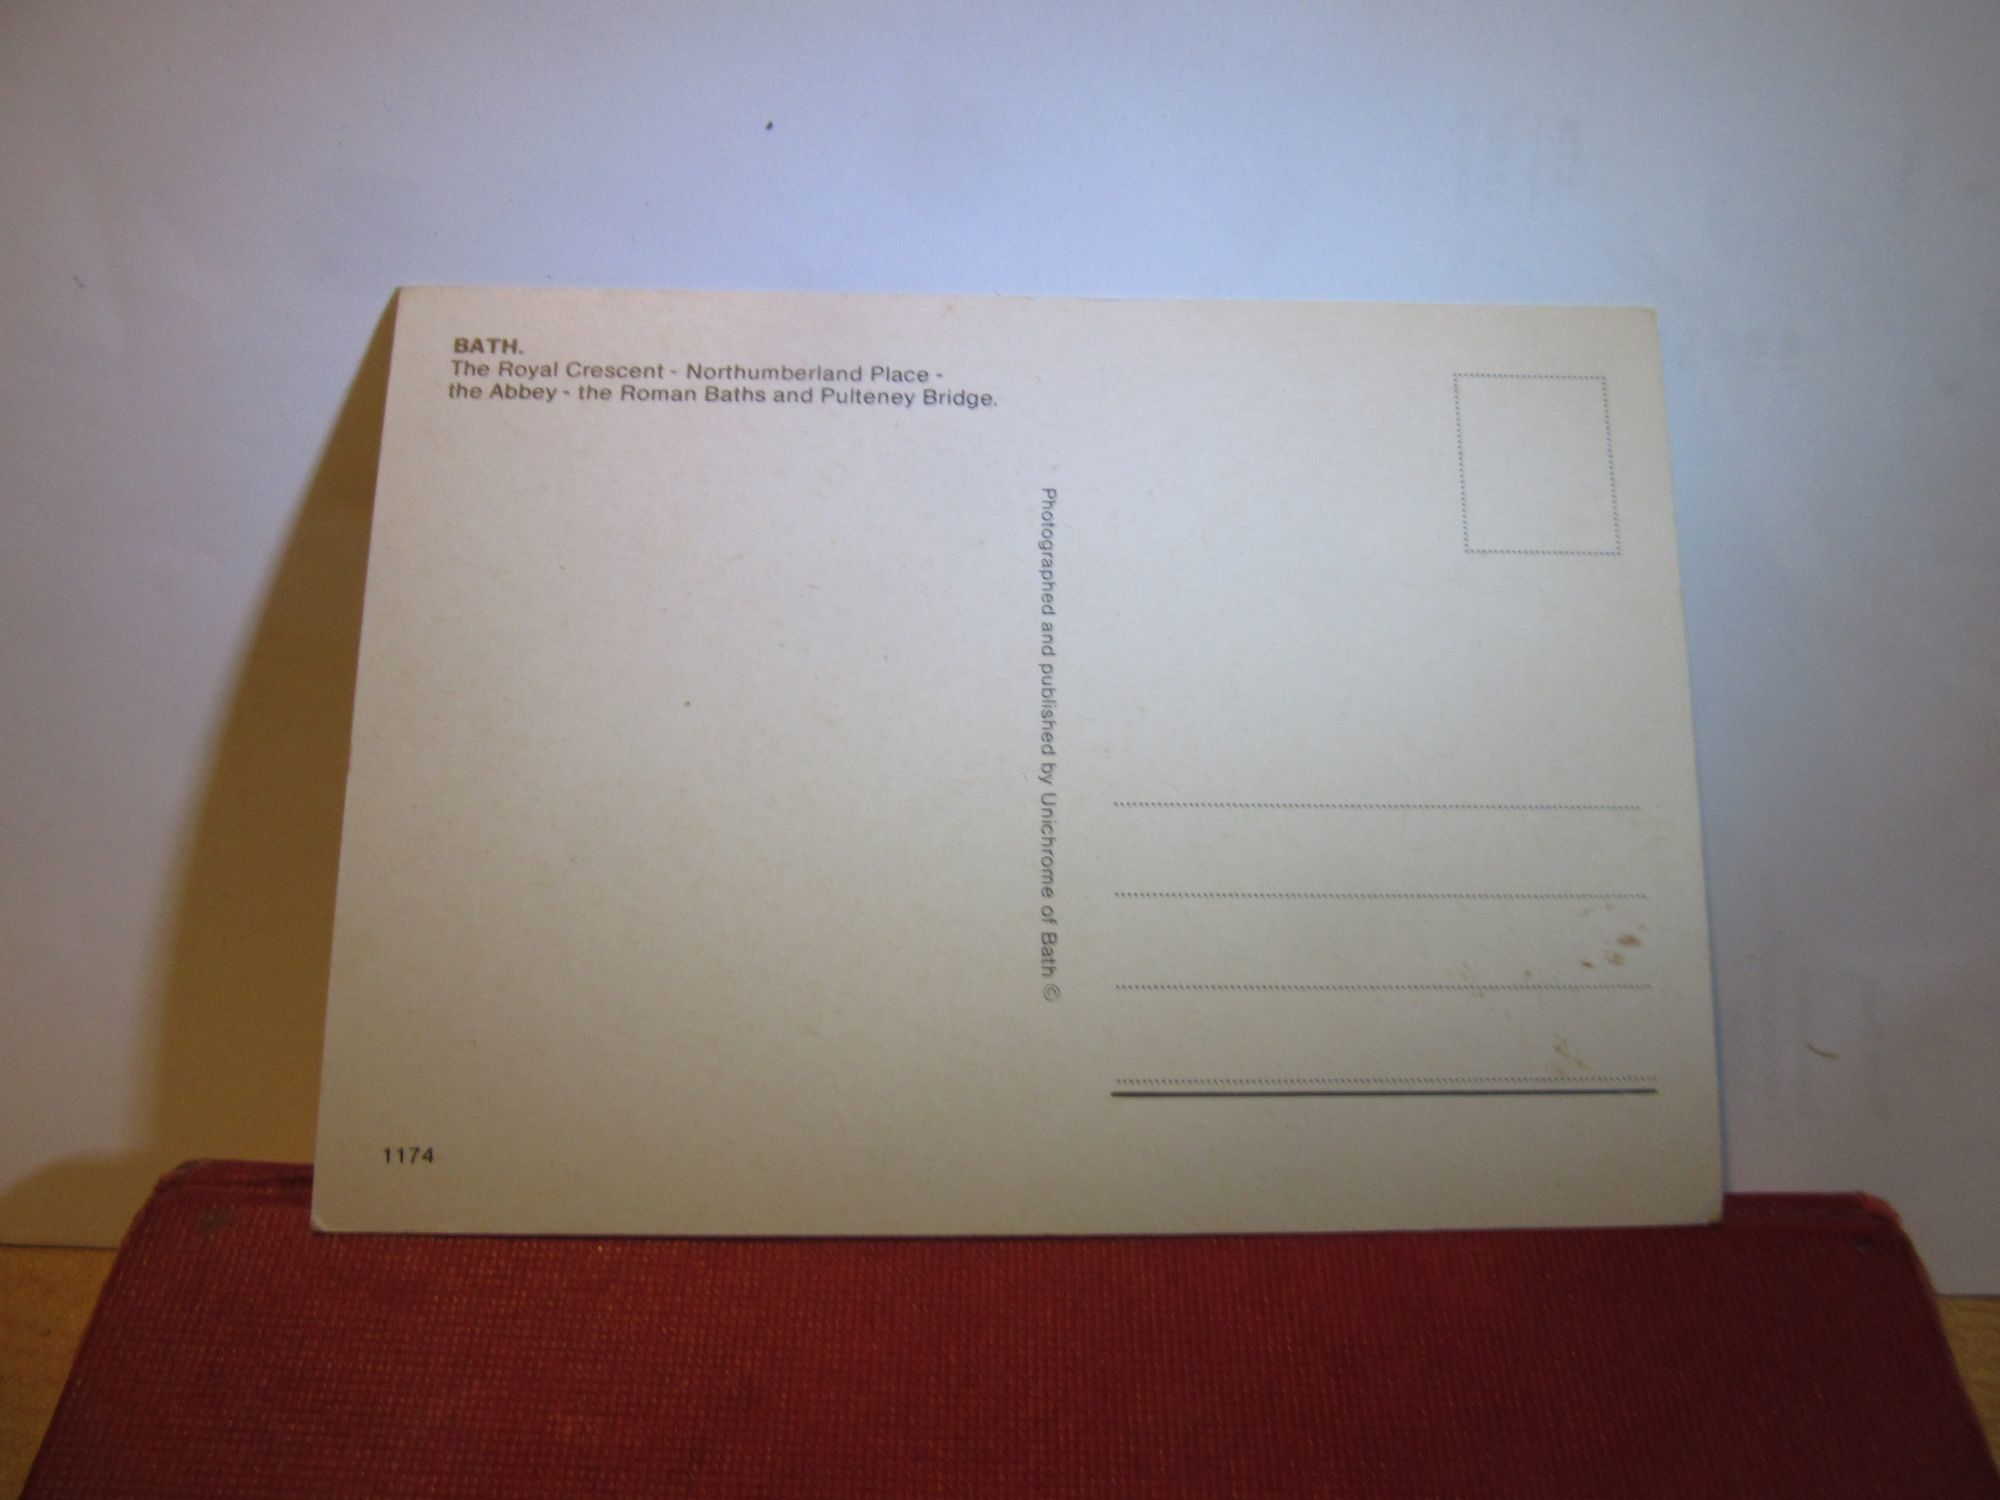 BATH.
The Royal Crescent - Northumberland Place -
the Abbey - the Roman Baths and Pulteney Bridge.
Photographed and published by Unichrome of Bath ©
1174